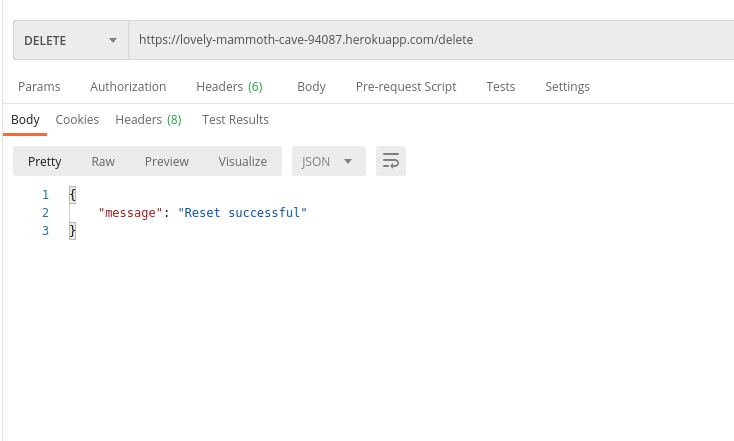 DELETE https://lovely-mammoth-cave-94087.herokuapp.com/delete
Params Authorization Headers (6) Body Pre-request Script Tests Settings
Body Cookies Headers (8) Test Results
Pretty Raw Preview Visualize JSON
1 {
2 "message": "Reset successful"
3 }